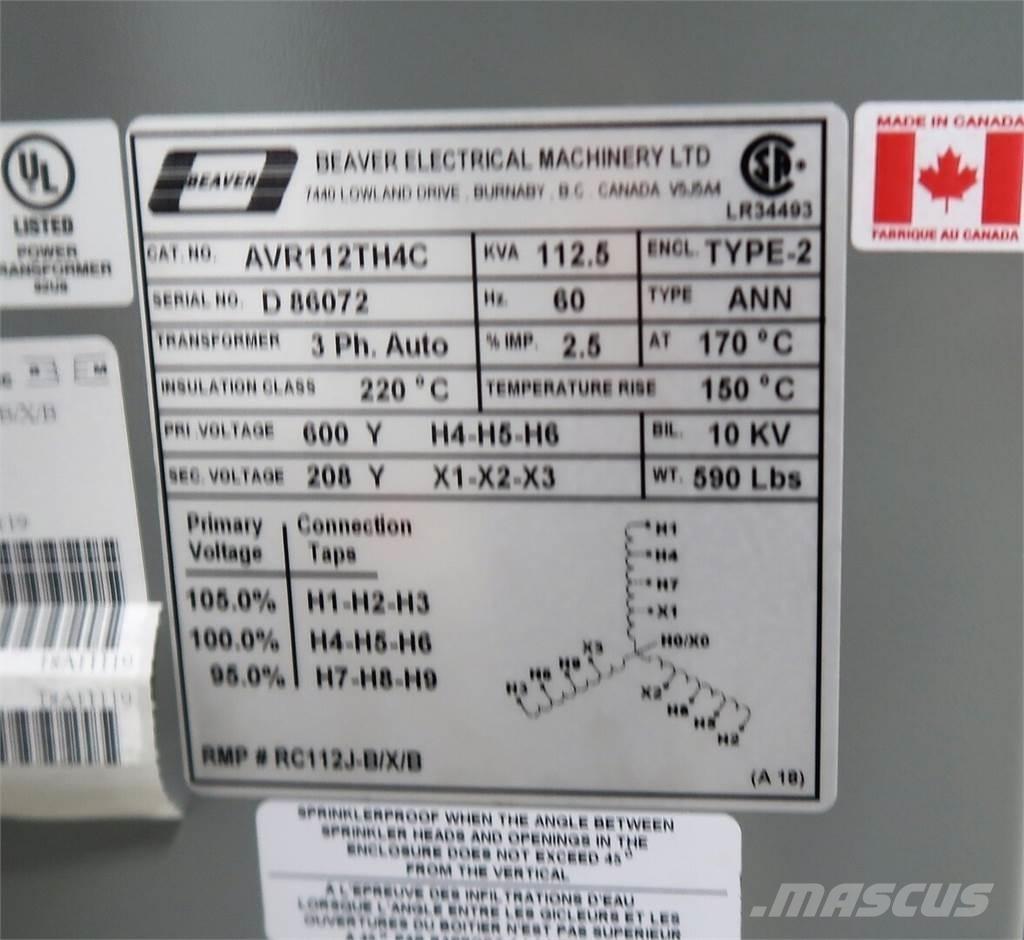 UL
LISTED
POWER
TRANSFORMER
BEAVER
BEAVER ELECTRICAL MACHINERY LTD
7440 LOWLAND DRIVE . BURNABY . B.C. CANADA V5J5A4
LR34493
MADE IN CANADA
FABRIQUE AU CANADA
CAT. NO. AVR112TH4C KVA 112.5 ENCL. TYPE-2
SERIAL NO. D 86072 Hz. 60 TYPE ANN
TRANSFORMER 3 Ph. Auto % IMP. 2.5 AT 170 °C
INSULATION CLASS 220 °C TEMPERATURE RISE 150 °C
PRI. VOLTAGE 600 Y H4-H5-H6 BIL. 10 KV
SEC. VOLTAGE 208 Y X1-X2-X3 WT. 590 Lbs
Primary Voltage Connection Taps
105.0% H1-H2-H3
100.0% H4-H5-H6
95.0% H7-H8-H9
H1
H4
H7
X1
H0/X0
X3
H9
H6
H3
X2
H8
H5
H2
RMP # RC112J-B/X/B
(A 18)
B/X/B
SPRINKLERPROOF WHEN THE ANGLE BETWEEN
SPRINKLER HEADS AND OPENINGS IN THE
ENCLOSURE DOES NOT EXCEED 45°
FROM THE VERTICAL
A L'EPREUVE DES INFILTRATIONS D'EAU
LORSQUE L'ANGLE ENTRE LES GICLEURS ET LES
OUVERTURES DU BOITIER N'EST PAS SUPERIEUR
MASCUS